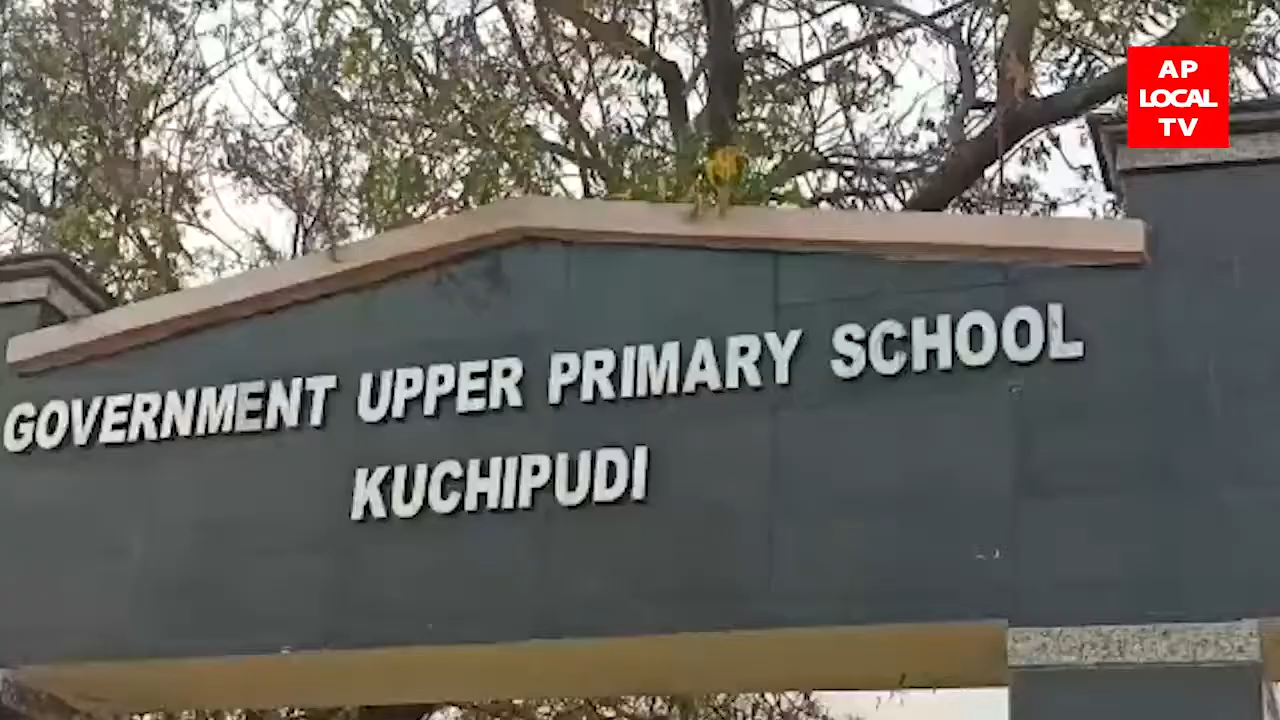 AP
LOCAL
TV
GOVERNMENT UPPER PRIMARY SCHOOL
KUCHIPUDI